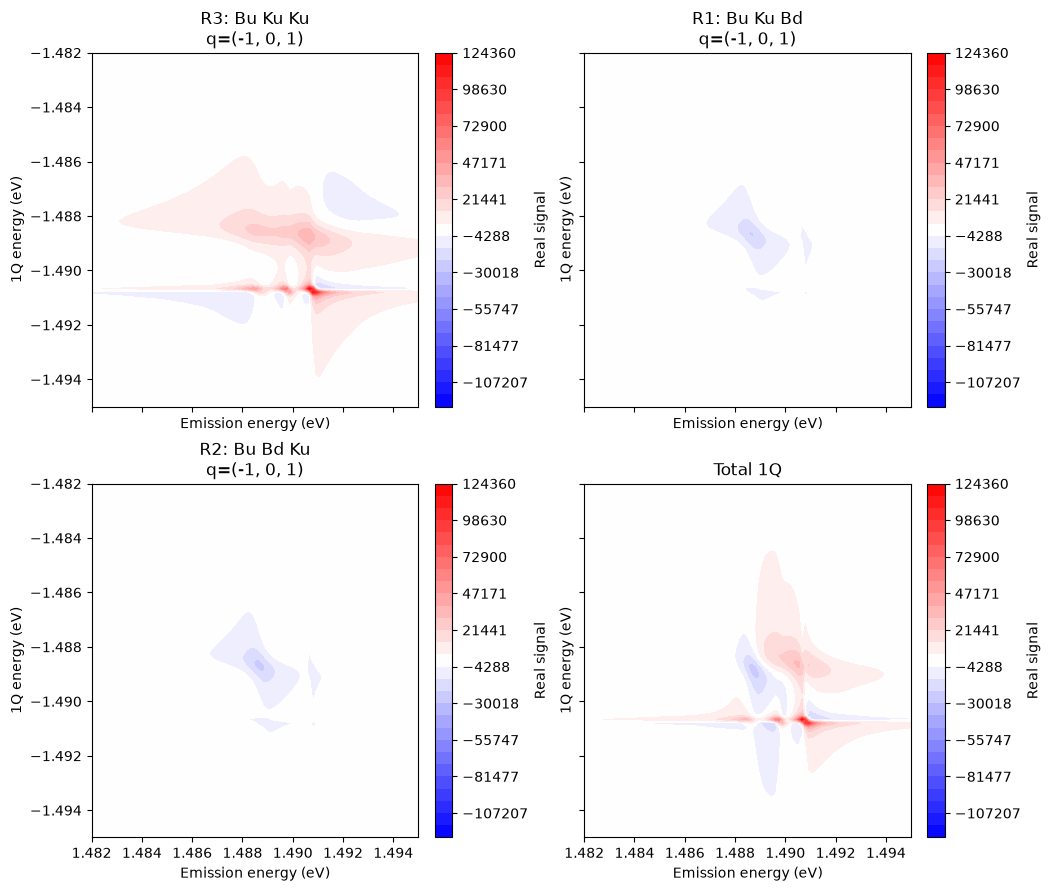 R3: Bu Ku Ku
q=(-1, 0, 1)
R1: Bu Ku Bd
q=(-1, 0, 1)
−1.482
−1.484
−1.486
−1.488
−1.490
−1.492
−1.494
1Q energy (eV)
Emission energy (eV)
124360
98630
72900
47171
21441
−4288
−30018
−55747
−81477
−107207
Real signal
1Q energy (eV)
Emission energy (eV)
124360
98630
72900
47171
21441
−4288
−30018
−55747
−81477
−107207
Real signal
R2: Bu Bd Ku
q=(-1, 0, 1)
Total 1Q
−1.482
−1.484
−1.486
−1.488
−1.490
−1.492
−1.494
1Q energy (eV)
1.482 1.484 1.486 1.488 1.490 1.492 1.494
Emission energy (eV)
124360
98630
72900
47171
21441
−4288
−30018
−55747
−81477
−107207
Real signal
1Q energy (eV)
1.482 1.484 1.486 1.488 1.490 1.492 1.494
Emission energy (eV)
124360
98630
72900
47171
21441
−4288
−30018
−55747
−81477
−107207
Real signal